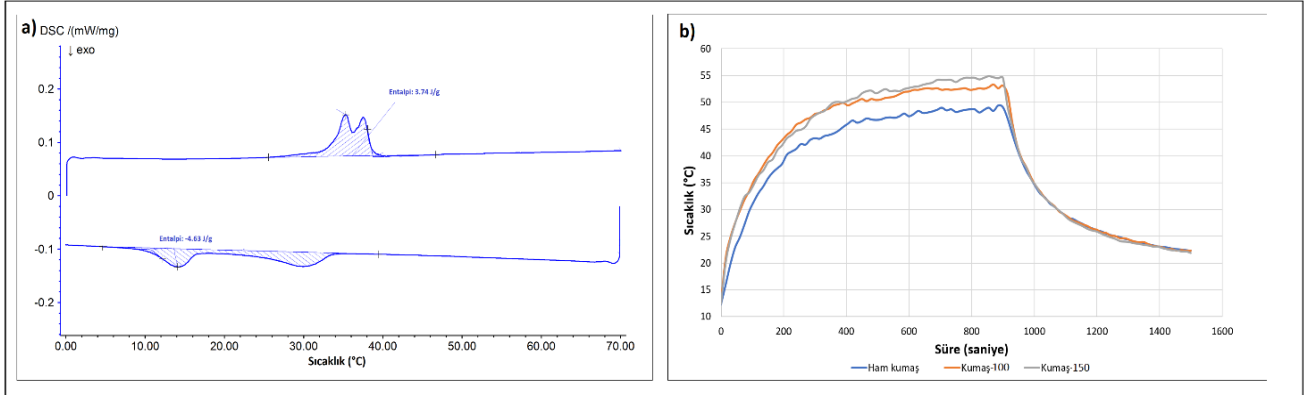 a) DSC /(mW/mg)
↓ exo
0.2
0.1
0
-0.1
-0.2
Entalpi: 3.74 J/g
Entalpi: -4.63 J/g
0.00 10.00 20.00 30.00 40.00 50.00 60.00 70.00
Sıcaklık (°C)
b)
60
55
50
45
40
35
30
25
20
15
10
Sıcaklık (°C)
0 200 400 600 800 1000 1200 1400 1600
Süre (saniye)
Ham kumaş Kumaş-100 Kumaş-150